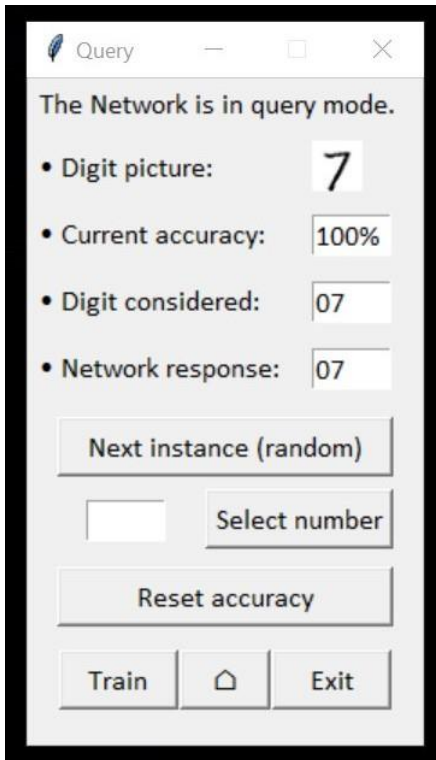 Query
The Network is in query mode.
• Digit picture: 7
• Current accuracy: 100%
• Digit considered: 07
• Network response: 07
Next instance (random)
Select number
Reset accuracy
Train ⌂ Exit